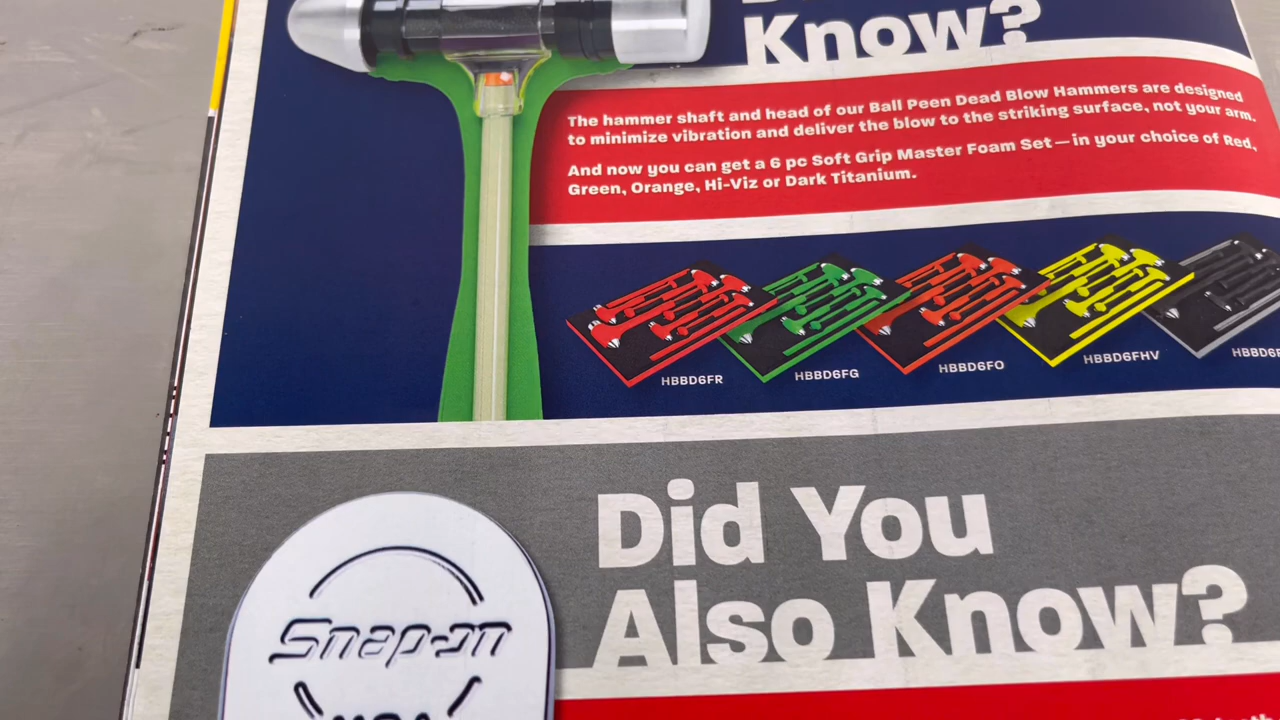 Know?
The hammer shaft and head of our Ball Peen Dead Blow Hammers are designed
to minimize vibration and deliver the blow to the striking surface, not your arm.
And now you can get a 6 pc Soft Grip Master Foam Set — in your choice of Red,
Green, Orange, Hi-Viz or Dark Titanium.
HBBD6FR
HBBD6FG
HBBD6FO
HBBD6FHV
Did You
Also Know?
Snap-on
USA